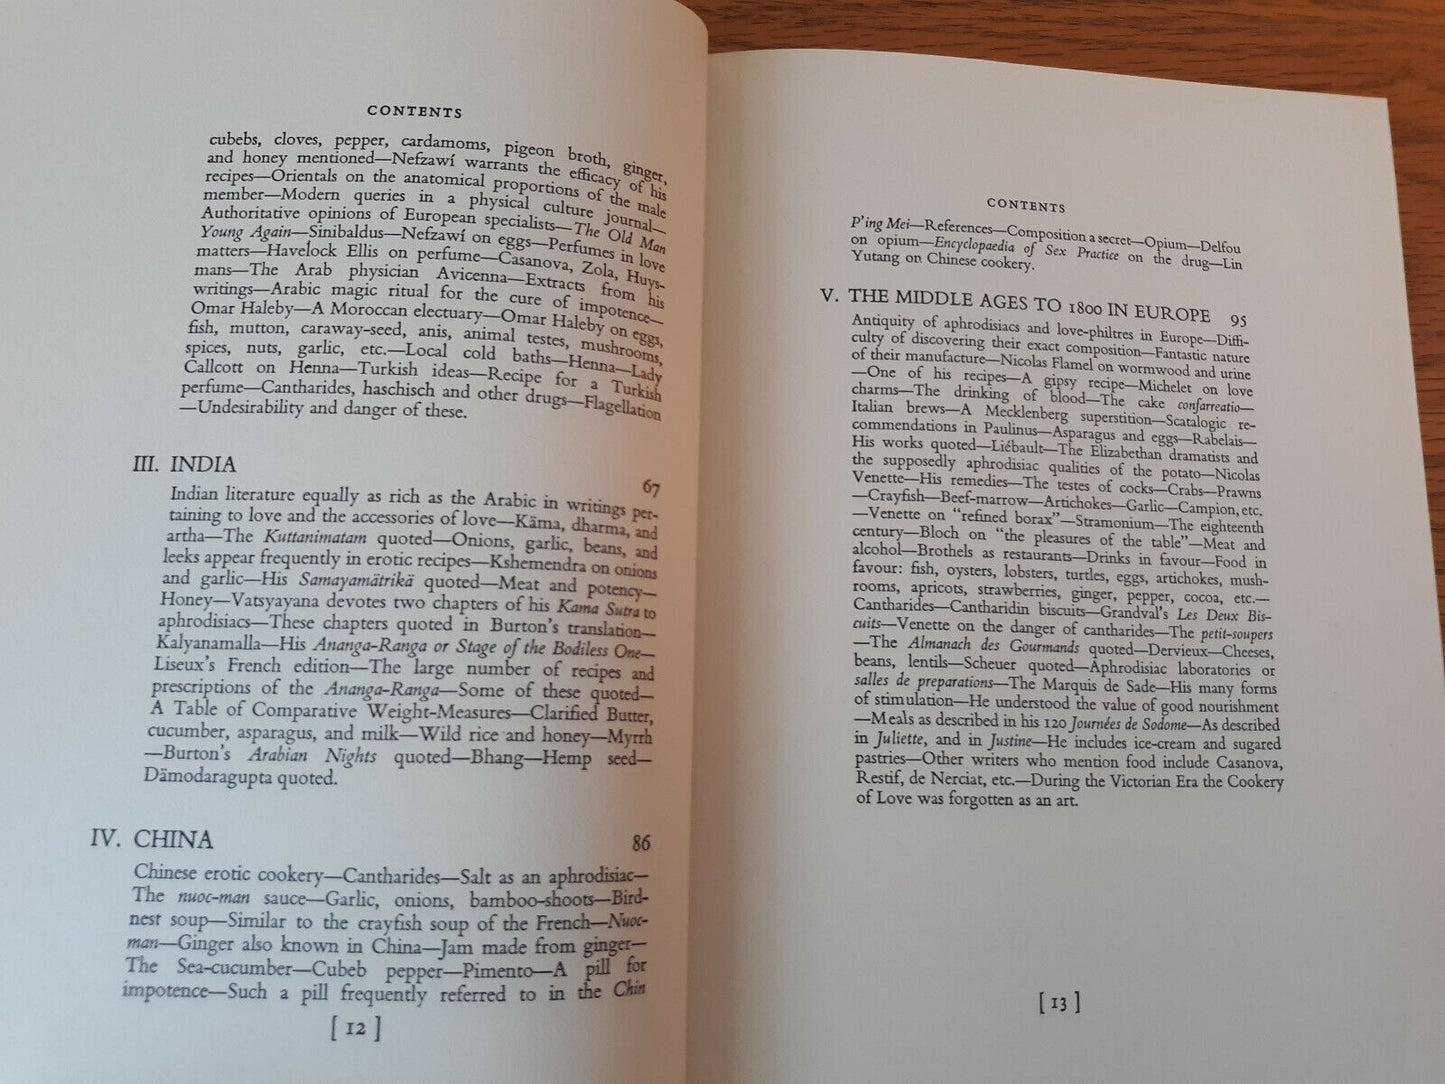 CONTENTS
cubebs, cloves, pepper, cardamoms, pigeon broth, ginger,
and honey mentioned—Nefzawí warrants the efficacy of his
recipes—Orientals on the anatomical proportions of the male
member—Modern queries in a physical culture journal—
Authoritative opinions of European specialists—The Old Man
Young Again—Sinibaldus—Nefzawí on eggs—Perfumes in love
matters—Havelock Ellis on perfume—Casanova, Zola, Huys-
mans—The Arab physician Avicenna—Extracts from his
writings—Arabic magic ritual for the cure of impotence—
Omar Haleby—A Moroccan electuary—Omar Haleby on eggs,
fish, mutton, caraway-seed, anis, animal testes, mushrooms,
spices, nuts, garlic, etc.—Local cold baths—Henna—Lady
Callcott on Henna—Turkish ideas—Recipe for a Turkish
perfume—Cantharides, haschisch and other drugs—Flagellation
—Undesirability and danger of these.
III. INDIA 67
Indian literature equally as rich as the Arabic in writings per-
taining to love and the accessories of love—Käma, dharma, and
artha—The Kuttanimatam quoted—Onions, garlic, beans, and
leeks appear frequently in erotic recipes—Kshemendra on onions
and garlic—His Samayamätrikä quoted—Meat and potency—
Honey—Vatsyayana devotes two chapters of his Kama Sutra to
aphrodisiacs—These chapters quoted in Burton's translation—
Kalyanamalla—His Ananga-Ranga or Stage of the Bodiless One—
Liseux's French edition—The large number of recipes and
prescriptions of the Ananga-Ranga—Some of these quoted—
A Table of Comparative Weight-Measures—Clarified Butter,
cucumber, asparagus, and milk—Wild rice and honey—Myrrh
—Burton's Arabian Nights quoted—Bhang—Hemp seed—
Dämodaragupta quoted.
IV. CHINA 86
Chinese erotic cookery—Cantharides—Salt as an aphrodisiac—
The nuoc-man sauce—Garlic, onions, bamboo-shoots—Bird-
nest soup—Similar to the crayfish soup of the French—Nuoc-
man—Ginger also known in China—Jam made from ginger—
The Sea-cucumber—Cubeb pepper—Pimento—A pill for
impotence—Such a pill frequently referred to in the Chin
[ 12 ]
CONTENTS
P'ing Mei—References—Composition a secret—Opium—Delfou
on opium—Encyclopaedia of Sex Practice on the drug—Lin
Yutang on Chinese cookery.
V. THE MIDDLE AGES TO 1800 IN EUROPE 95
Antiquity of aphrodisiacs and love-philtres in Europe—Diffi-
culty of discovering their exact composition—Fantastic nature
of their manufacture—Nicolas Flamel on wormwood and urine
—One of his recipes—A gipsy recipe—Michelet on love
charms—The drinking of blood—The cake confarreatio—
Italian brews—A Mecklenberg superstition—Scatalogic re-
commendations in Paulinus—Asparagus and eggs—Rabelais—
His works quoted—Liébault—The Elizabethan dramatists and
the supposedly aphrodisiac qualities of the potato—Nicolas
Venette—His remedies—The testes of cocks—Crabs—Prawns
—Crayfish—Beef-marrow—Artichokes—Garlic—Campion, etc.
—Venette on "refined borax"—Stramonium—The eighteenth
century—Bloch on "the pleasures of the table"—Meat and
alcohol—Brothels as restaurants—Drinks in favour—Food in
favour: fish, oysters, lobsters, turtles, eggs, artichokes, mush-
rooms, apricots, strawberries, ginger, pepper, cocoa, etc.—
Cantharides—Cantharidin biscuits—Grandval's Les Deux Bis-
cuits—Venette on the danger of cantharides—The petit-soupers
—The Almanach des Gourmands quoted—Dervieux—Cheeses,
beans, lentils—Scheuer quoted—Aphrodisiac laboratories or
salles de preparations—The Marquis de Sade—His many forms
of stimulation—He understood the value of good nourishment
—Meals as described in his 120 Journées de Sodome—As described
in Juliette, and in Justine—He includes ice-cream and sugared
pastries—Other writers who mention food include Casanova,
Restif, de Nerciat, etc.—During the Victorian Era the Cookery
of Love was forgotten as an art.
[ 13 ]